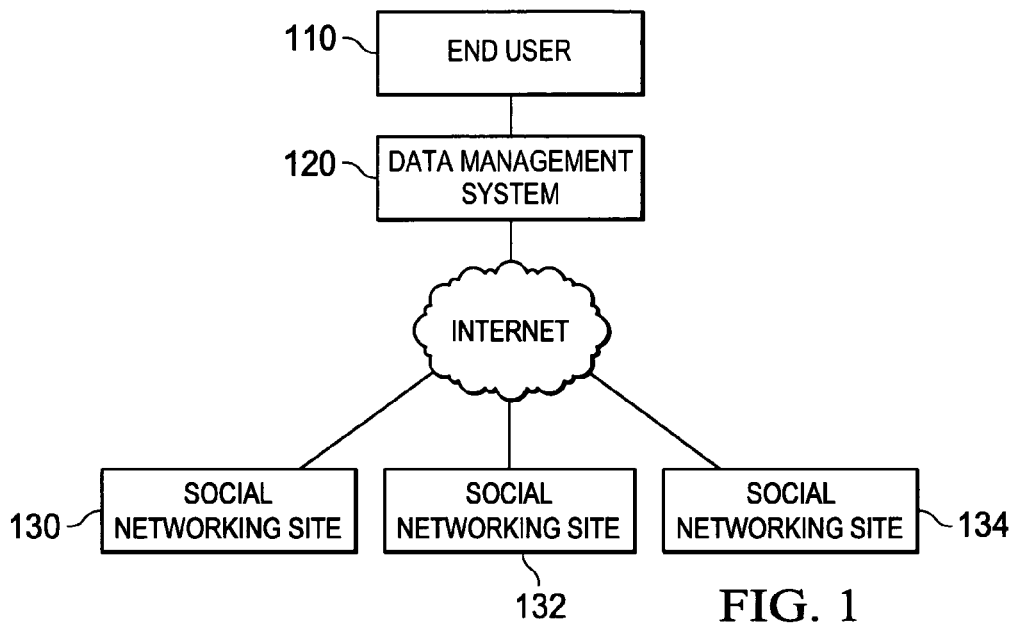 110
END USER
120
DATA MANAGEMENT
SYSTEM
INTERNET
130
SOCIAL
NETWORKING SITE
SOCIAL
NETWORKING SITE
132
SOCIAL
NETWORKING SITE
134
FIG. 1